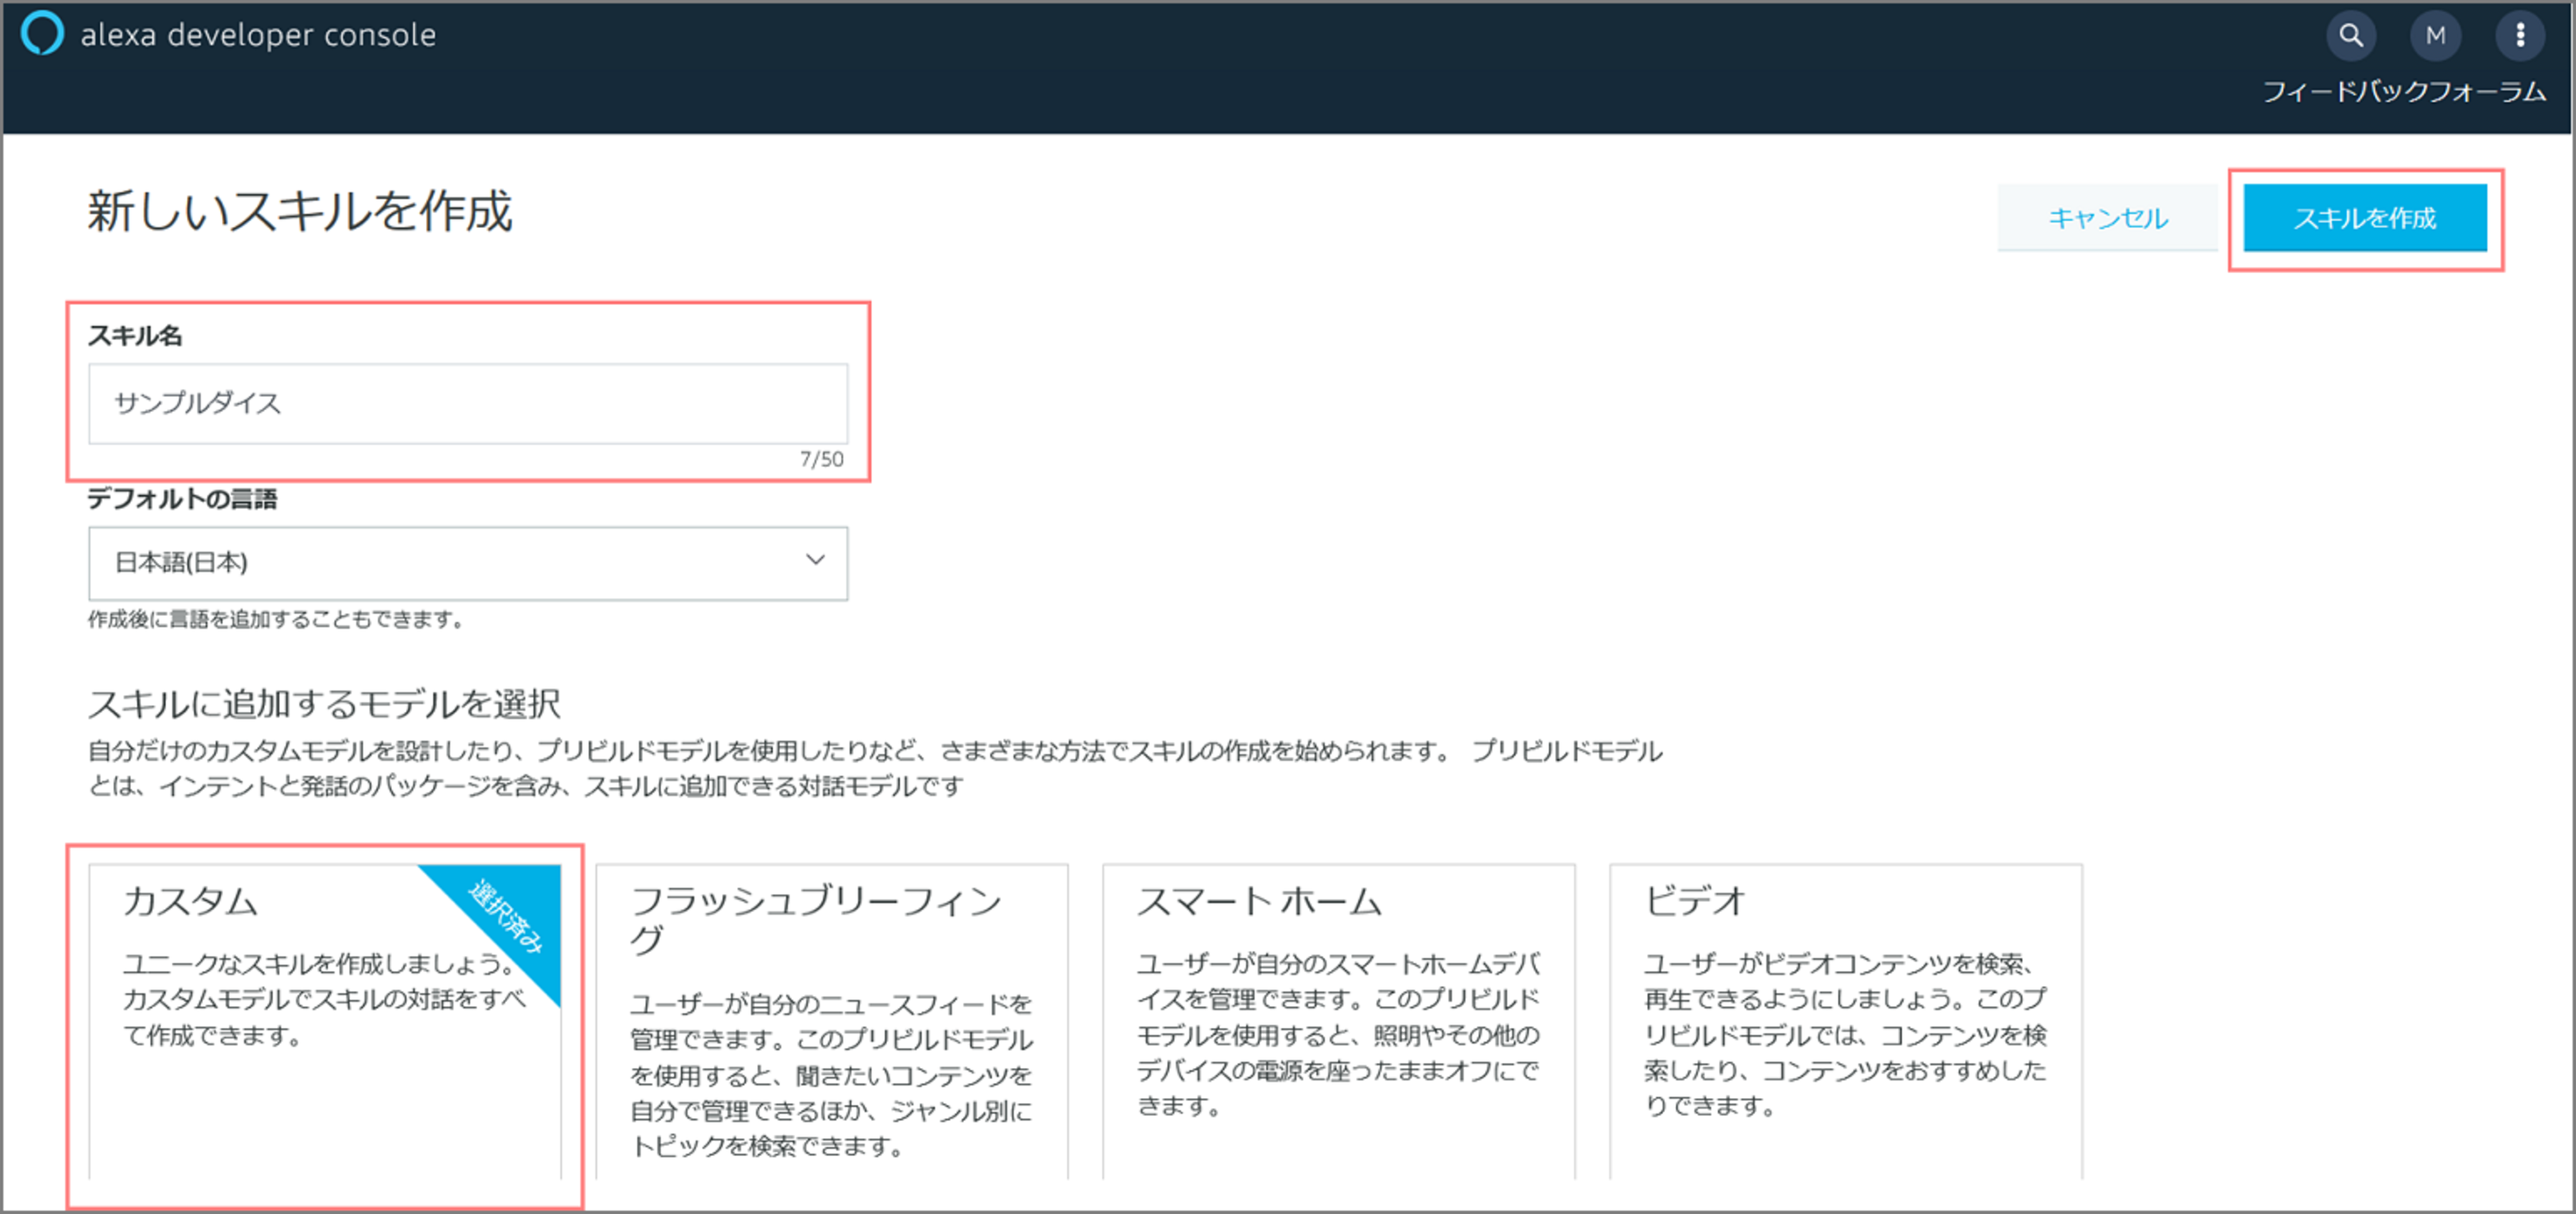 alexa developer console
M
フィードバックフォーラム
新しいスキルを作成
キャンセル
スキルを作成
スキル名
サンプルダイス
7/50
デフォルトの言語
日本語(日本)
作成後に言語を追加することもできます。
スキルに追加するモデルを選択
自分だけのカスタムモデルを設計したり、プリビルドモデルを使用したりなど、さまざまな方法でスキルの作成を始められます。 プリビルドモデル
とは、インテントと発話のパッケージを含み、スキルに追加できる対話モデルです
カスタム
選択済み
ユニークなスキルを作成しましょう。
カスタムモデルでスキルの対話をすべ
て作成できます。
フラッシュブリーフィン
グ
ユーザーが自分のニュースフィードを
管理できます。このプリビルドモデル
を使用すると、聞きたいコンテンツを
自分で管理できるほか、ジャンル別に
トピックを検索できます。
スマート ホーム
ユーザーが自分のスマートホームデバ
イスを管理できます。このプリビルド
モデルを使用すると、照明やその他の
デバイスの電源を座ったままオフにで
きます。
ビデオ
ユーザーがビデオコンテンツを検索、
再生できるようにしましょう。このプ
リビルドモデルでは、コンテンツを検
索したり、コンテンツをおすすめした
りできます。